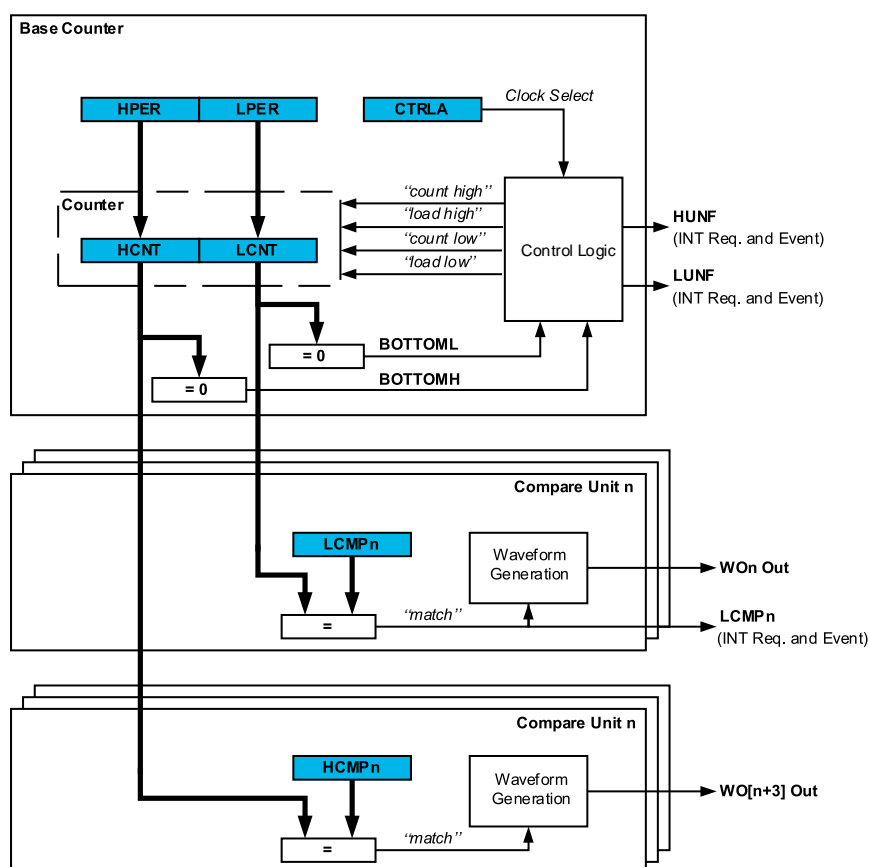 Base Counter
HPER LPER CTRLA Clock Select
Counter
“count high”
“load high”
“count low”
“load low”
HCNT LCNT
Control Logic
HUNF
(INT Req. and Event)
LUNF
(INT Req. and Event)
= 0
BOTTOML
= 0
BOTTOMH
Compare Unit n
LCMPn
Waveform
Generation
WOn Out
=
“match”
LCMPn
(INT Req. and Event)
Compare Unit n
HCMPn
Waveform
Generation
WO[n+3] Out
=
“match”